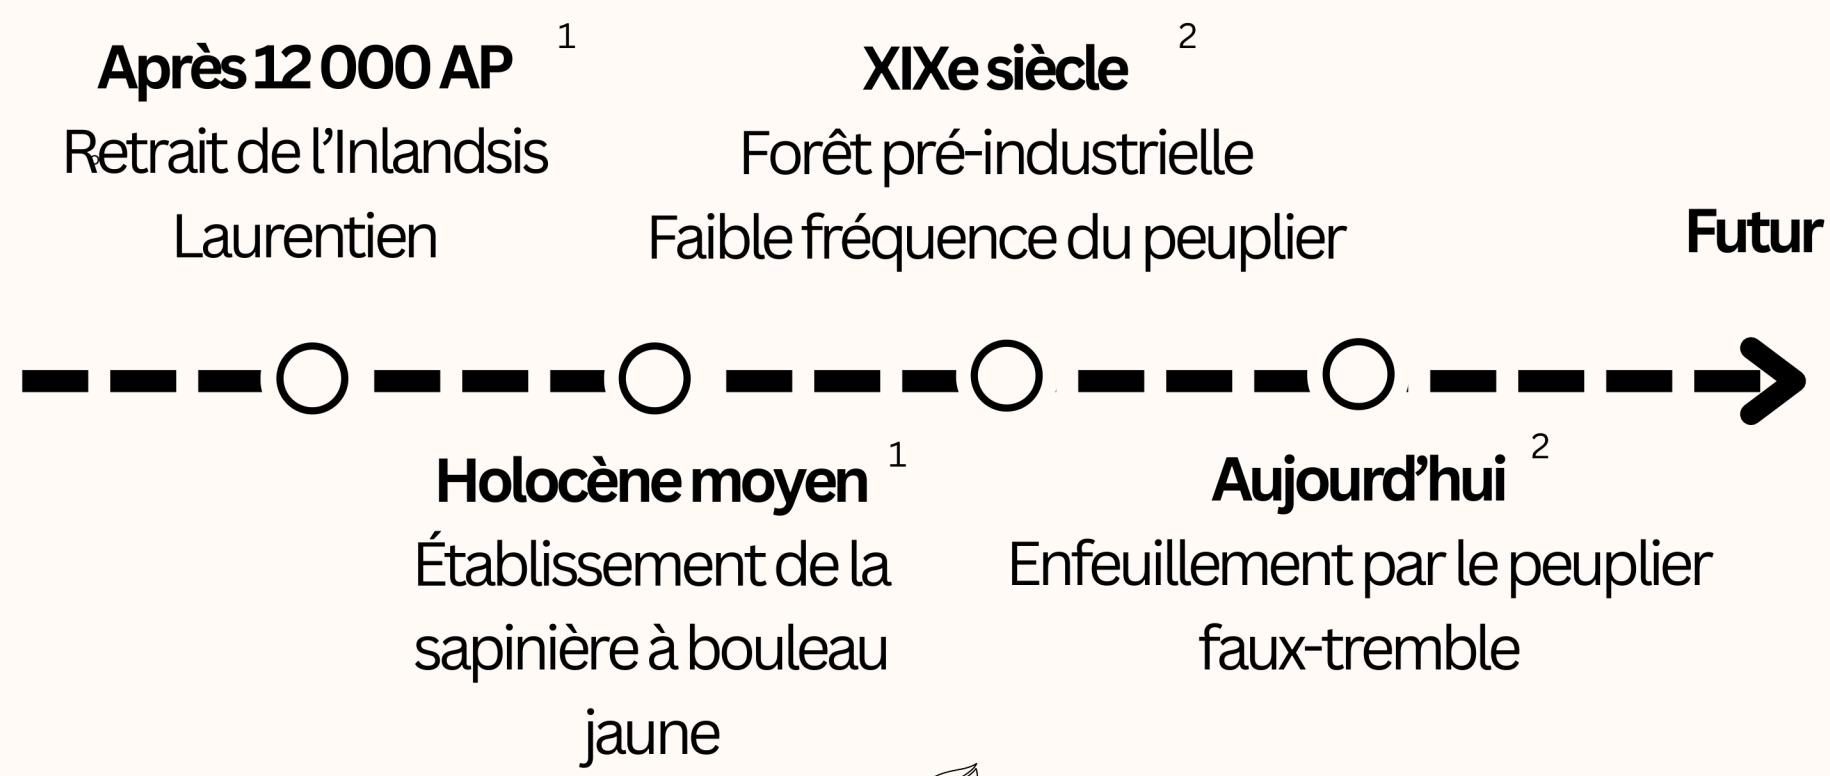 Après 12 000 AP 1
Retrait de l’Inlandsis
Laurentien
XIXe siècle 2
Forêt pré-industrielle
Faible fréquence du peuplier
Futur
Holocène moyen 1
Établissement de la
sapinière à bouleau
jaune
Aujourd’hui 2
Enfeuillement par le peuplier
faux-tremble